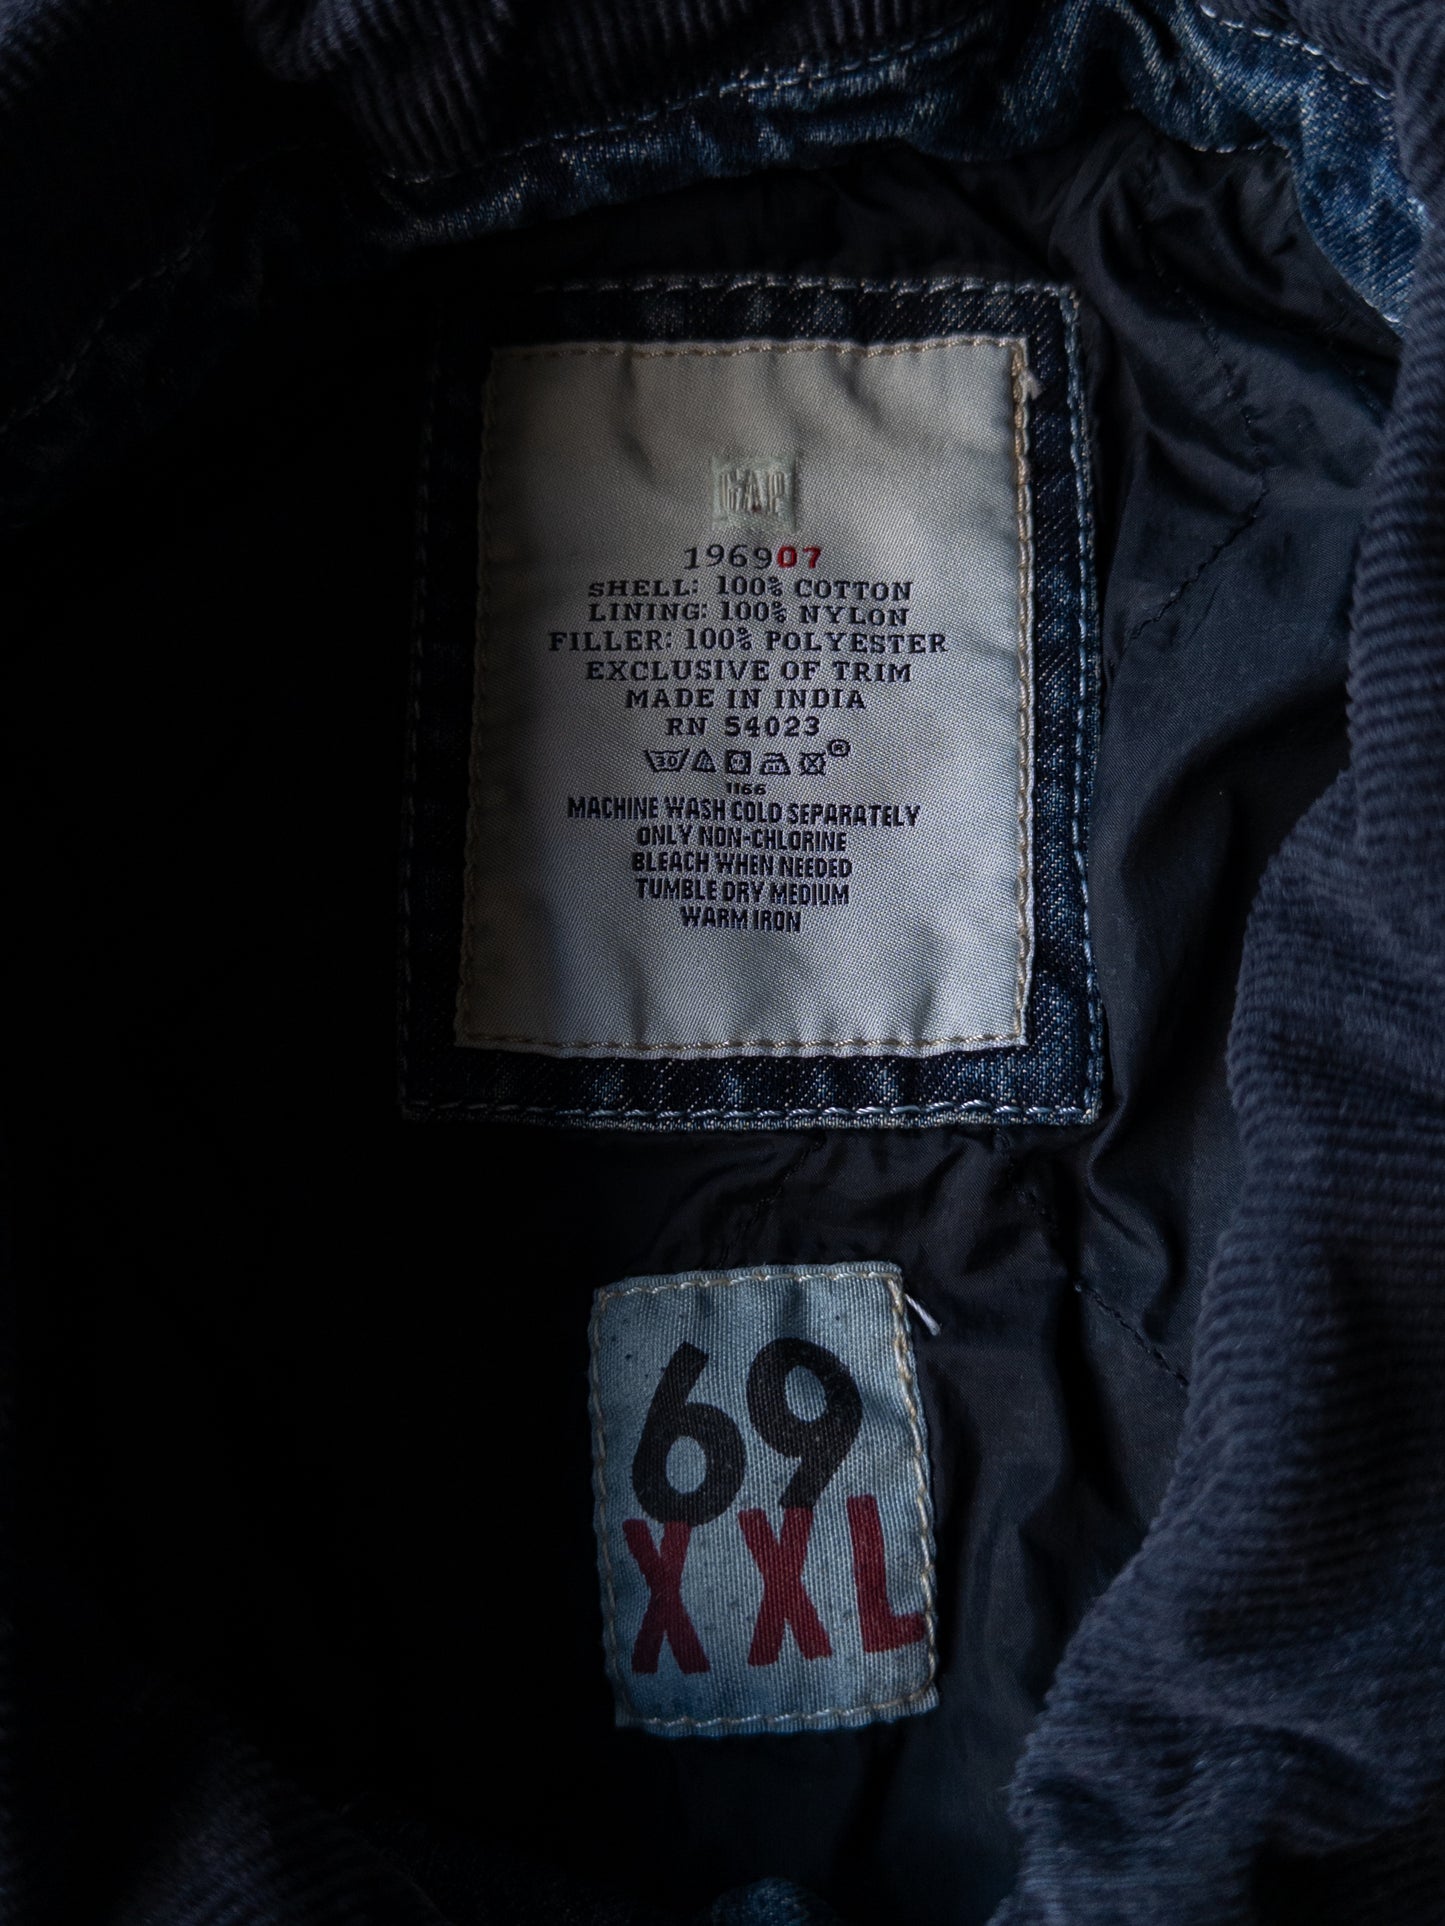 GAP
196907
SHELL: 100% COTTON
LINING: 100% NYLON
FILLER: 100% POLYESTER
EXCLUSIVE OF TRIM
MADE IN INDIA
RN 54023
30 ®
1166
MACHINE WASH COLD SEPARATELY
ONLY NON-CHLORINE
BLEACH WHEN NEEDED
TUMBLE DRY MEDIUM
WARM IRON
69
XXL